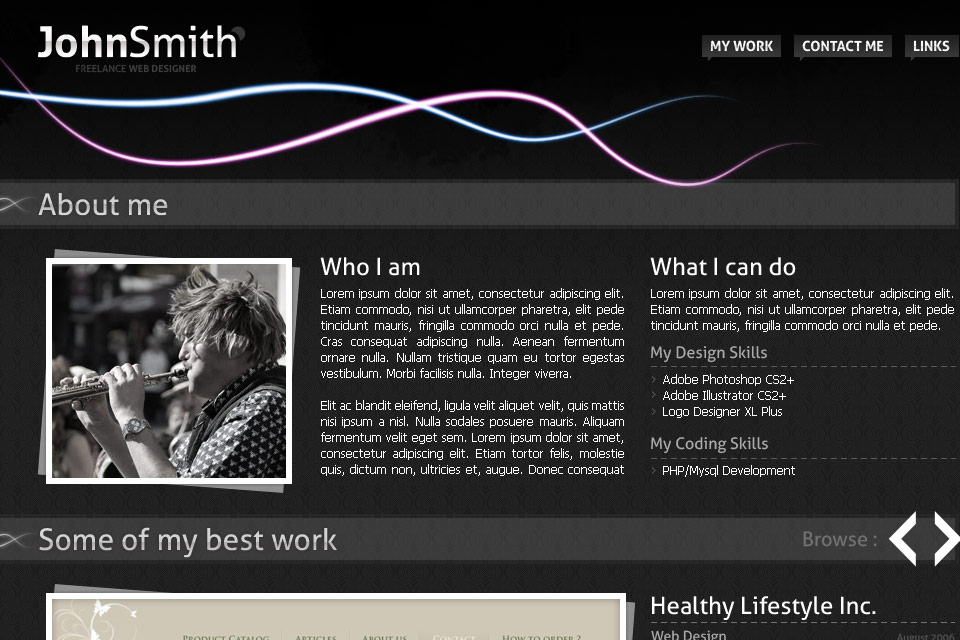 JohnSmith
FREELANCE WEB DESIGNER
MY WORK
CONTACT ME
LINKS
About me
Who I am
Lorem ipsum dolor sit amet, consectetur adipiscing elit.
Etiam commodo, nisi ut ullamcorper pharetra, elit pede
tincidunt mauris, fringilla commodo orci nulla et pede.
Cras consequat adipiscing nulla. Aenean fermentum
ornare nulla. Nullam tristique quam eu tortor egestas
vestibulum. Morbi facilisis nulla. Integer viverra.
Elit ac blandit eleifend, ligula velit aliquet velit, quis mattis
nisi ipsum a nisl. Nulla sodales posuere mauris. Aliquam
fermentum velit eget sem. Lorem ipsum dolor sit amet,
consectetur adipiscing elit. Etiam tortor felis, molestie
quis, dictum non, ultricies et, augue. Donec consequat
What I can do
Lorem ipsum dolor sit amet, consectetur adipiscing elit.
Etiam commodo, nisi ut ullamcorper pharetra, elit pede
tincidunt mauris, fringilla commodo orci nulla et pede.
My Design Skills
Adobe Photoshop CS2+
Adobe Illustrator CS2+
Logo Designer XL Plus
My Coding Skills
PHP/Mysql Development
Some of my best work
Browse :
PRODUCT CATALOG
ARTICLES
ABOUT US
CONTACT
HOW TO ORDER ?
Healthy Lifestyle Inc.
Web Design
August 2006